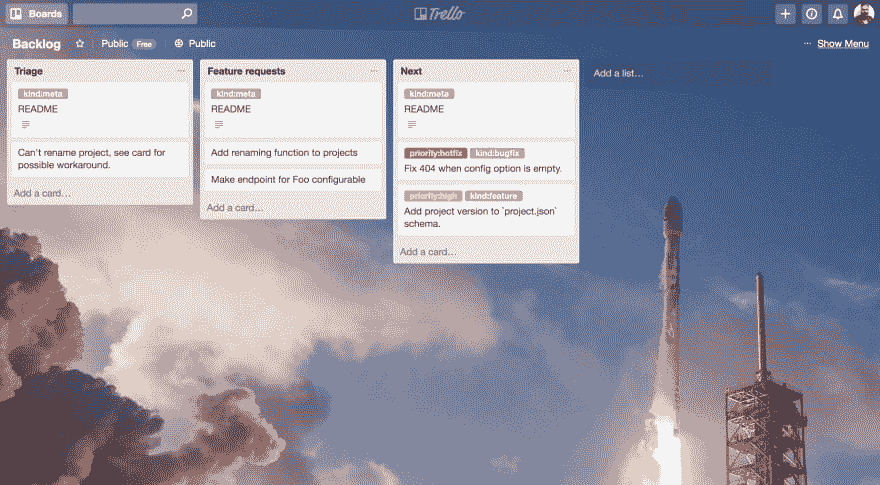 Boards
Trello
Backlog
Public Free
Public
... Show Menu
Triage
kind:meta
README
Can't rename project, see card for
possible workaround.
Add a card...
Feature requests
kind:meta
README
Add renaming function to projects
Make endpoint for Foo configurable
Add a card...
Next
kind:meta
README
priority:hotfix kind:bugfix
Fix 404 when config option is empty.
priority:high kind:feature
Add project version to `project.json`
schema.
Add a card...
Add a list...